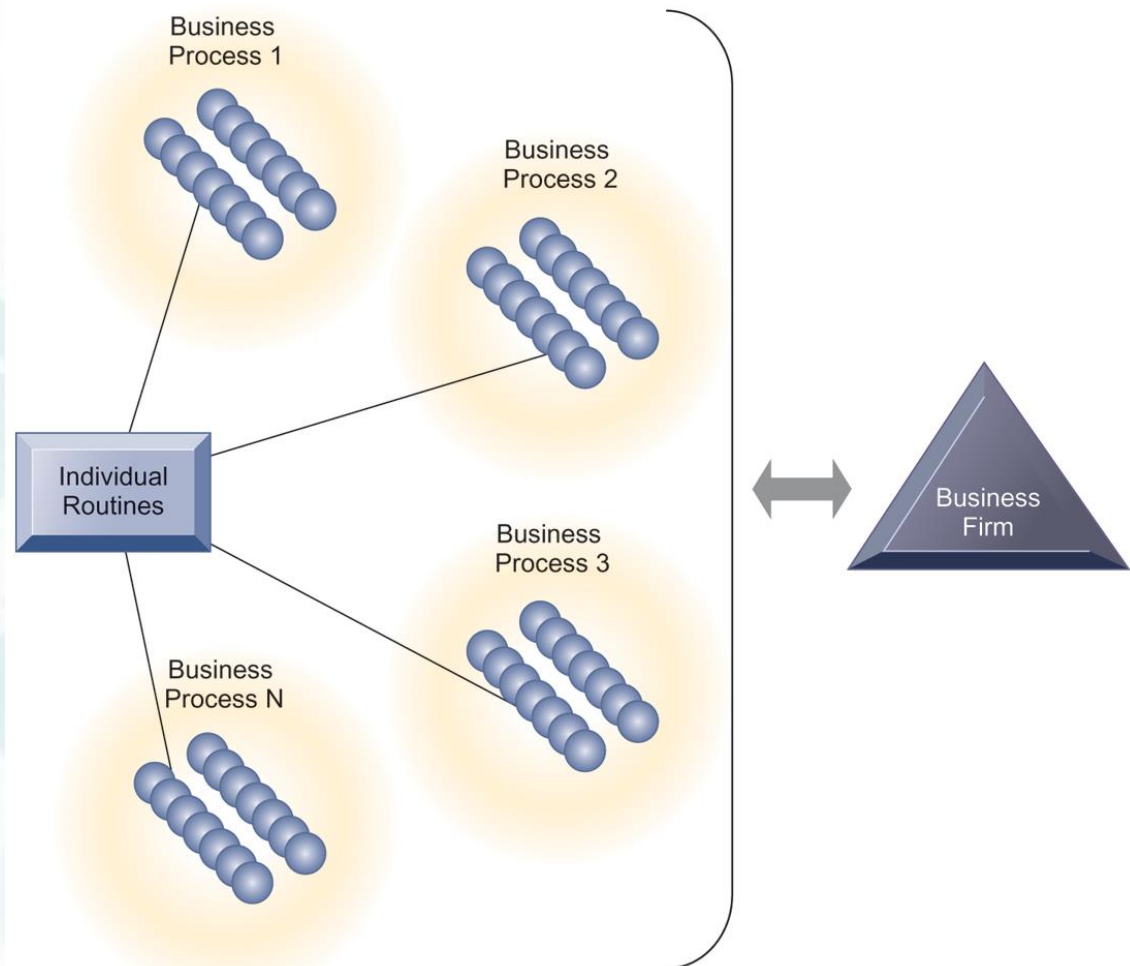 Business
Process 1
Business
Process 2
Individual
Routines
Business
Firm
Business
Process 3
Business
Process N